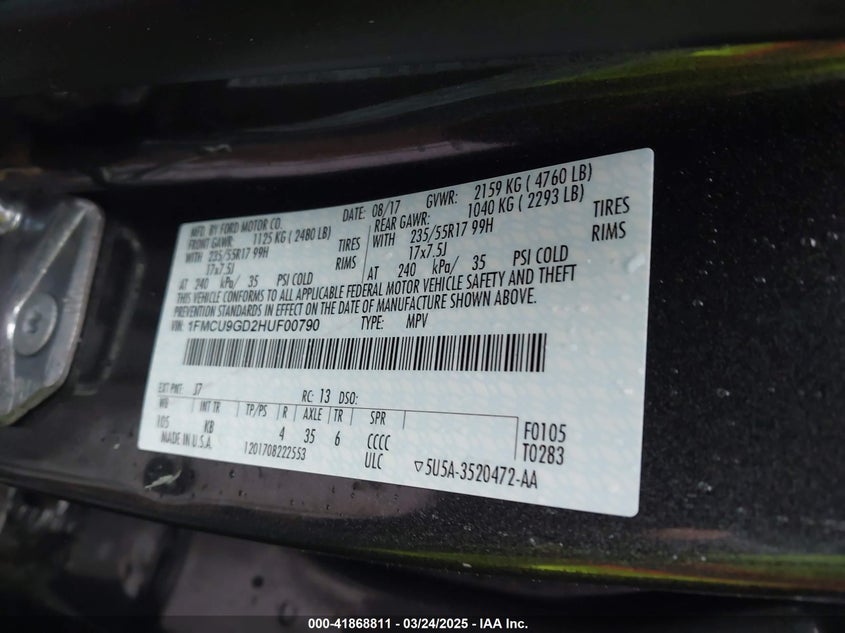 MFD. BY FORD MOTOR CO. DATE: 08/17 GVWR: 2159 KG ( 4760 LB)
FRONT GAWR: 1125 KG ( 2480 LB) REAR GAWR: 1040 KG ( 2293 LB)
WITH 235/55R17 99H TIRES WITH 235/55R17 99H TIRES
17x7.5J RIMS 17x7.5J RIMS
AT 240 kPa/ 35 PSI COLD AT 240 kPa/ 35 PSI COLD
THIS VEHICLE CONFORMS TO ALL APPLICABLE FEDERAL MOTOR VEHICLE SAFETY AND THEFT
PREVENTION STANDARDS IN EFFECT ON THE DATE OF MANUFACTURE SHOWN ABOVE.
VIN: 1FMCU9GD2HUF00790 TYPE: MPV
EXT PNT: J7 RC: 13 DSO:
WB INT TR TP/PS R AXLE TR SPR
105 KB 4 35 6 CCCC F0105
MADE IN U.S.A. ULC T0283
1201708222553 ▽5U5A-3520472-AA
000-41868811 - 03/24/2025 - IAA Inc.